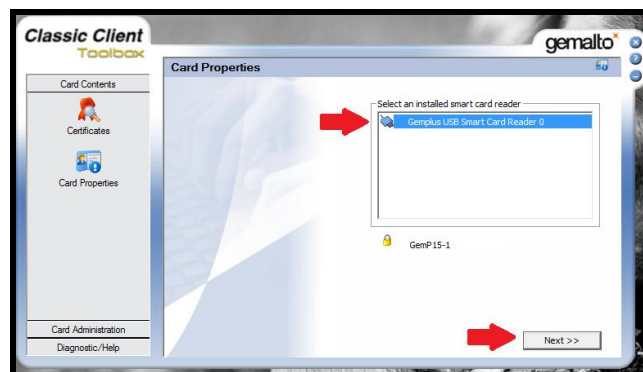 Classic Client
Toolbox
gemalto
Card Contents
Certificates
Card Properties
Card Administration
Diagnostic/Help
Card Properties
Select an installed smart card reader
Gemplus USB Smart Card Reader 0
GemP15-1
Next >>